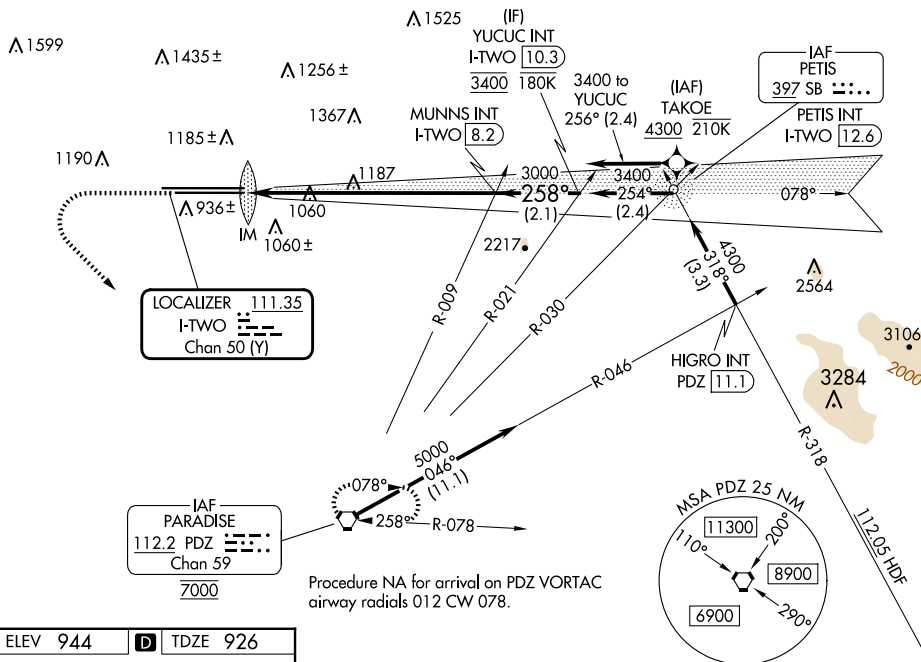 1525
(IF)
YUCUC INT
I-TWO 10.3
3400 180K
1599
1435±
1256±
1367
1185±
1190
1187
MUNNS INT
I-TWO 8.2
3400 to
YUCUC
256° (2.4)
(IAF)
TAKOE
4300 210K
IAF
PETIS
397 SB
PETIS INT
I-TWO 12.6
3000
258°
(2.1)
3400
254°
(2.4)
078°
936±
IM
1060
1060±
2217
4300
318°
(3.3)
2564
LOCALIZER 111.35
I-TWO
Chan 50 (Y)
R-009
R-021
R-030
R-046
HIGRO INT
PDZ 11.1
3106
2000
3284
R-318
112.05 HDF
5000
046°
(11.1)
078°
258°
R-078
IAF
PARADISE
112.2 PDZ
Chan 59
7000
Procedure NA for arrival on PDZ VORTAC
airway radials 012 CW 078.
MSA PDZ 25 NM
11300
110°
200°
8900
6900
290°
ELEV 944 D TDZE 926